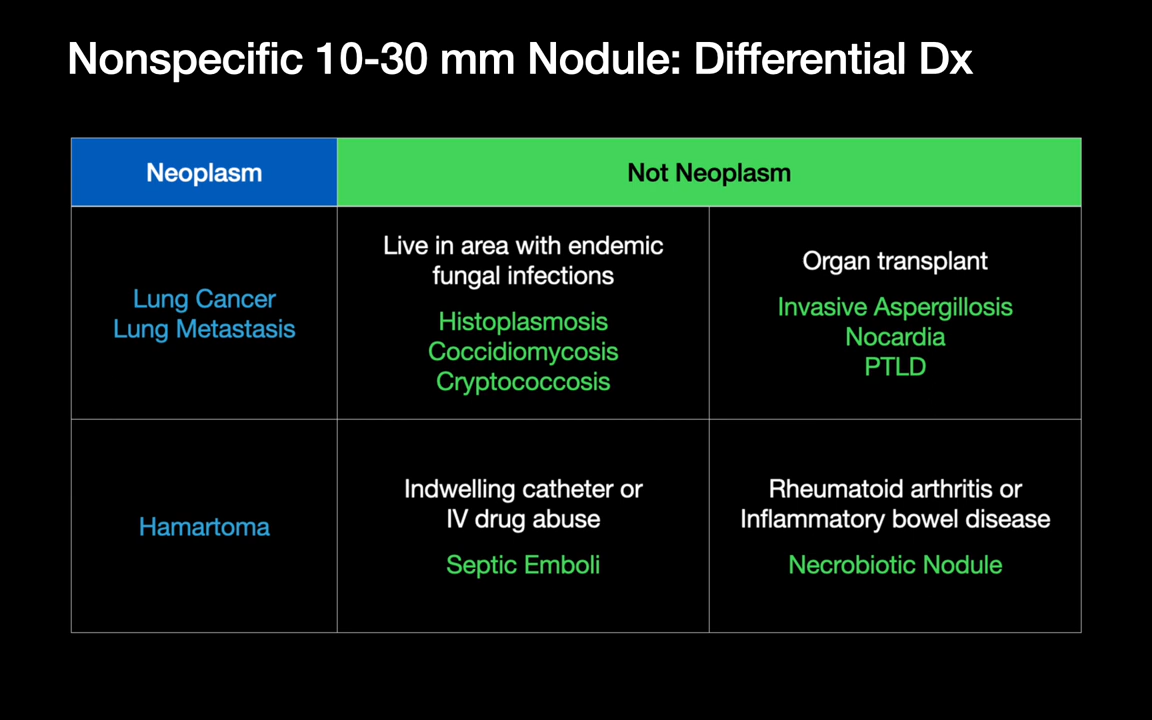 Nonspecific 10-30 mm Nodule: Differential Dx
Neoplasm
Not Neoplasm
Lung Cancer
Lung Metastasis
Live in area with endemic
fungal infections
Histoplasmosis
Coccidiomycosis
Cryptococcosis
Organ transplant
Invasive Aspergillosis
Nocardia
PTLD
Hamartoma
Indwelling catheter or
IV drug abuse
Septic Emboli
Rheumatoid arthritis or
Inflammatory bowel disease
Necrobiotic Nodule